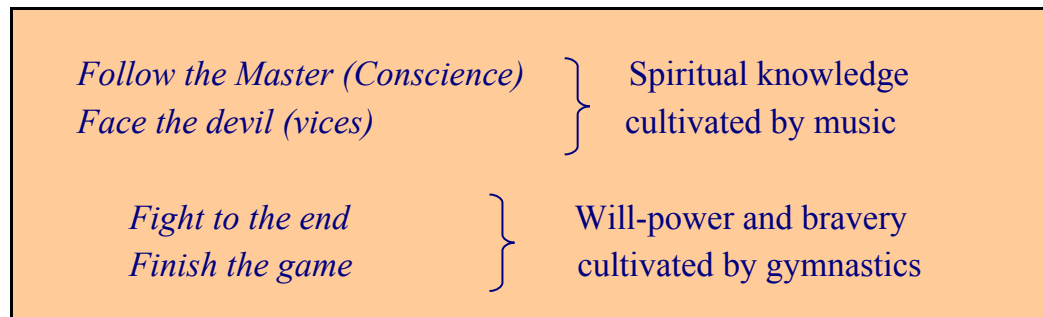 Follow the Master (Conscience) Spiritual knowledge
Face the devil (vices) cultivated by music
Fight to the end Will-power and bravery
Finish the game cultivated by gymnastics